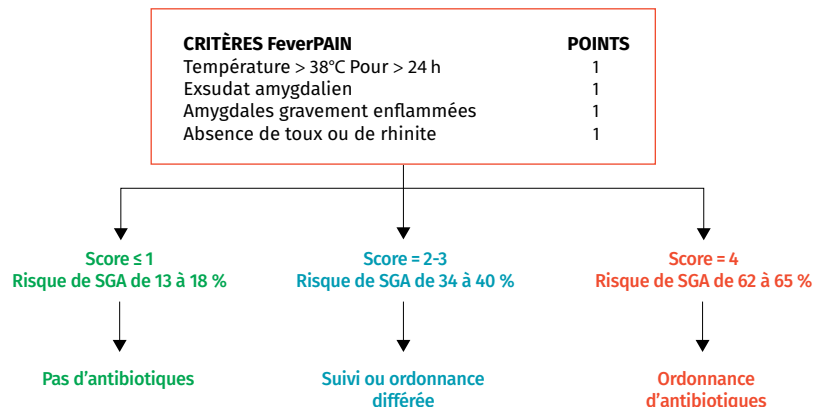 CRITÈRES FeverPAIN POINTS
Température > 38°C Pour > 24 h 1
Exsudat amygdalien 1
Amygdales gravement enflammées 1
Absence de toux ou de rhinite 1
Score ≤ 1
Risque de SGA de 13 à 18 %
Score = 2-3
Risque de SGA de 34 à 40 %
Score = 4
Risque de SGA de 62 à 65 %
Pas d'antibiotiques
Suivi ou ordonnance
différée
Ordonnance
d'antibiotiques